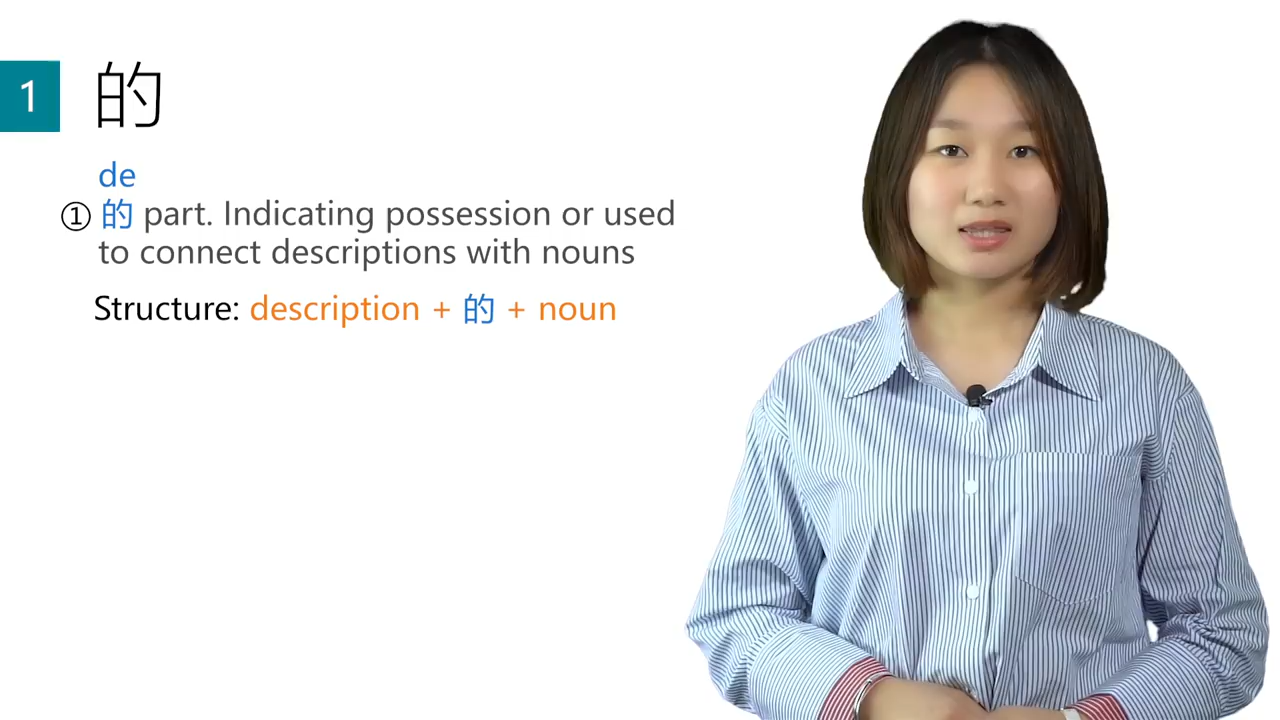 1
的
de
① 的 part. Indicating possession or used
to connect descriptions with nouns
Structure: description + 的 + noun